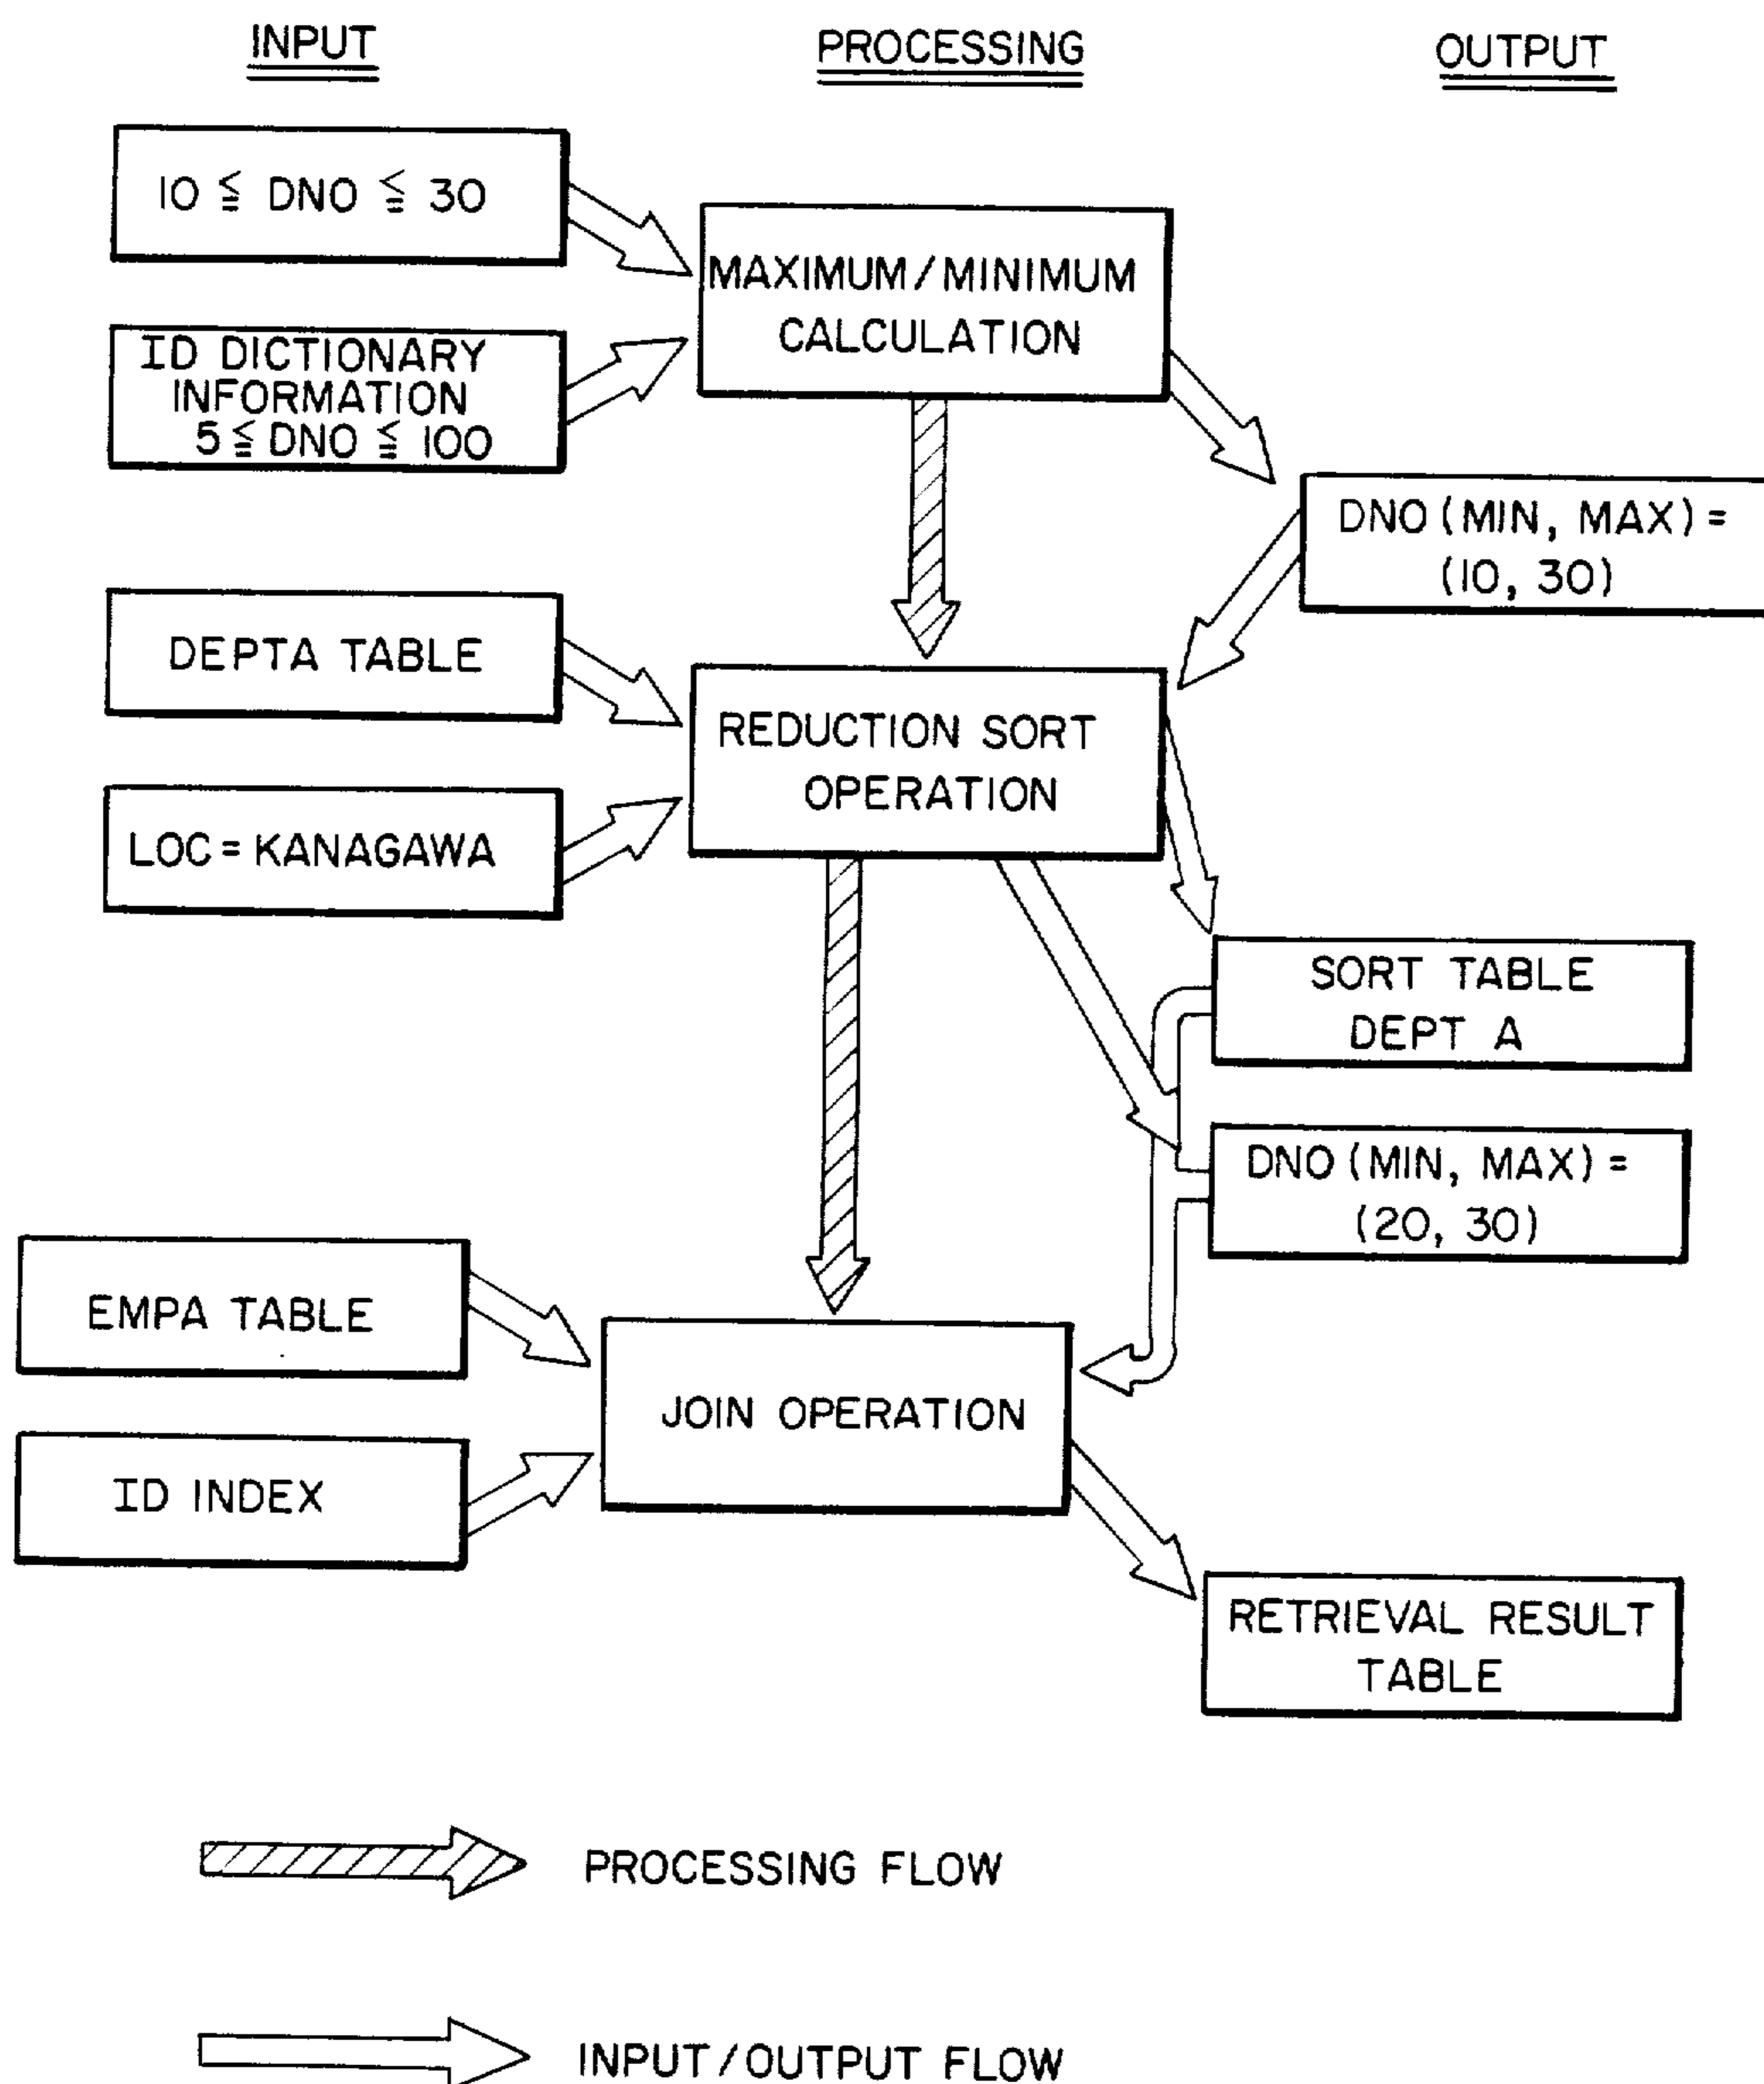 INPUT
PROCESSING
OUTPUT
10 ≦ DNO ≦ 30
MAXIMUM/MINIMUM
CALCULATION
ID DICTIONARY
INFORMATION
5 ≦ DNO ≦ 100
DNO (MIN, MAX) =
(10, 30)
DEPTA TABLE
REDUCTION SORT
OPERATION
LOC = KANAGAWA
SORT TABLE
DEPT A
DNO (MIN, MAX) =
(20, 30)
EMPA TABLE
JOIN OPERATION
ID INDEX
RETRIEVAL RESULT
TABLE
PROCESSING FLOW
INPUT/OUTPUT FLOW